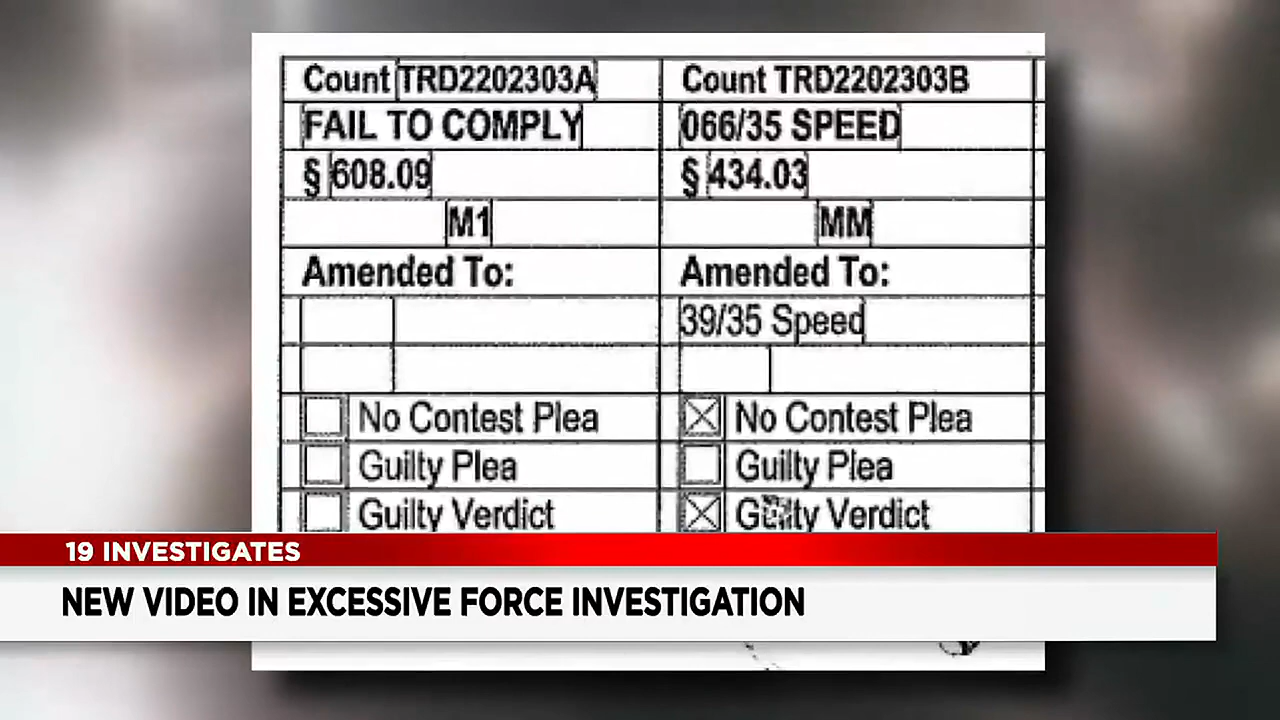 Count TRD2202303A
FAIL TO COMPLY
§ 608.09
M1
Amended To:
No Contest Plea
Guilty Plea
Guilty Verdict
Count TRD2202303B
066/35 SPEED
§ 434.03
MM
Amended To:
39/35 Speed
No Contest Plea
Guilty Plea
Guilty Verdict
19 INVESTIGATES
NEW VIDEO IN EXCESSIVE FORCE INVESTIGATION